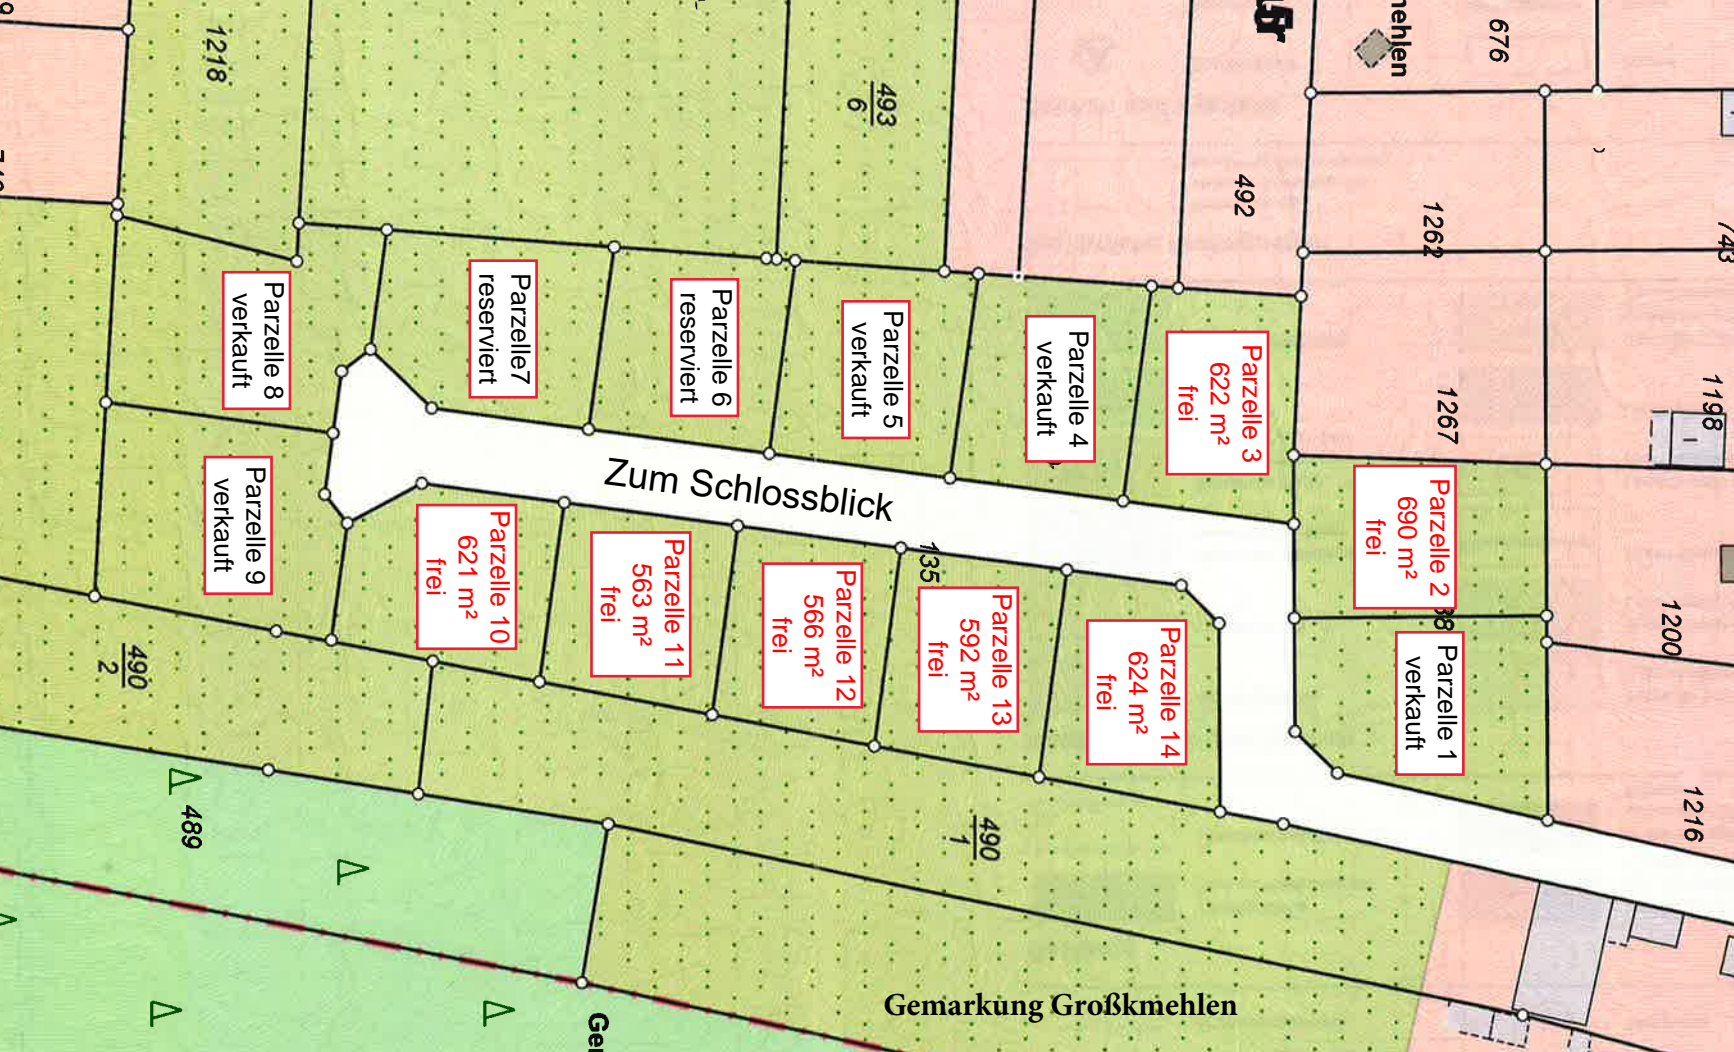 1218
493
6
492
676
1262
1267
743
1198
1200
1216
Parzelle 8
verkauft
Parzelle7
reserviert
Parzelle 6
reserviert
Parzelle 5
verkauft
Parzelle 4
verkauft
Parzelle 3
622 m²
frei
Parzelle 2
690 m²
frei
Parzelle 1
verkauft
Zum Schlossblick
135
Parzelle 9
verkauft
Parzelle 10
621 m²
frei
Parzelle 11
563 m²
frei
Parzelle 12
566 m²
frei
Parzelle 13
592 m²
frei
Parzelle 14
624 m²
frei
490
2
490
1
489
Gemarkung Großkmehlen